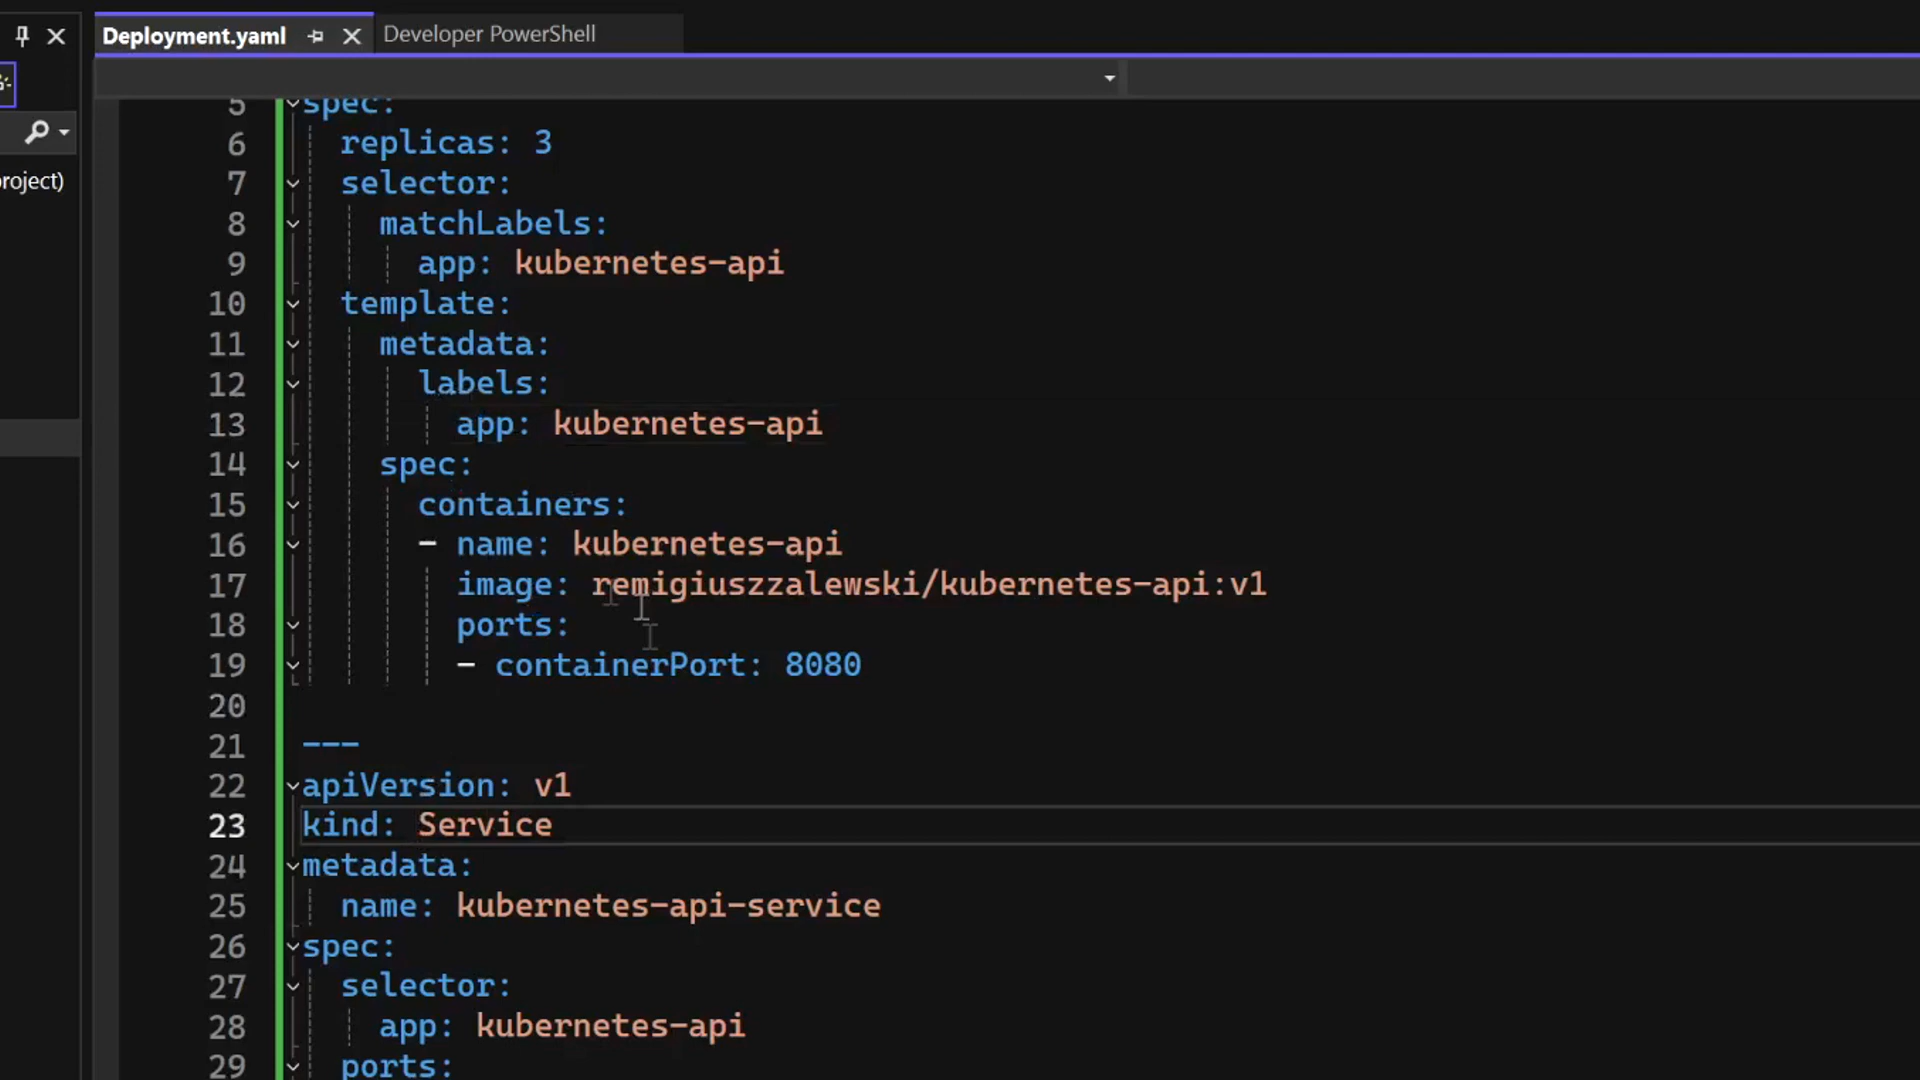 Deployment.yaml
Developer PowerShell
roject)
5 spec:
6 replicas: 3
7 selector:
8 matchLabels:
9 app: kubernetes-api
10 template:
11 metadata:
12 labels:
13 app: kubernetes-api
14 spec:
15 containers:
16 - name: kubernetes-api
17 image: remigiuszzalewski/kubernetes-api:v1
18 ports:
19 - containerPort: 8080
20
21 ---
22 apiVersion: v1
23 kind: Service
24 metadata:
25 name: kubernetes-api-service
26 spec:
27 selector:
28 app: kubernetes-api
29 ports: